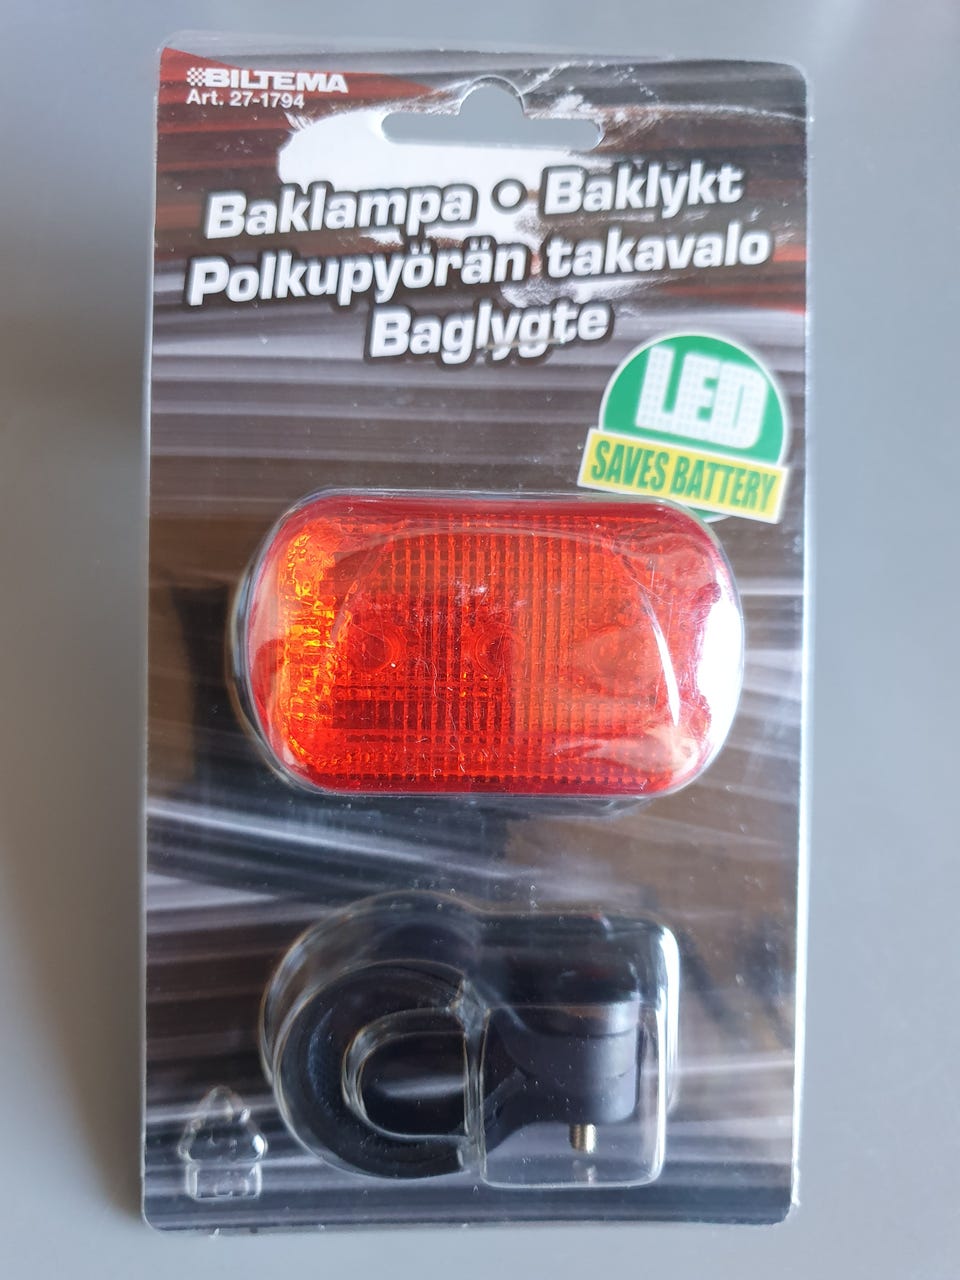 BILTEMA
Art. 27-1794
Baklampa • Baklykt
Polkupyörän takavalo
Baglygte
LED
SAVES BATTERY